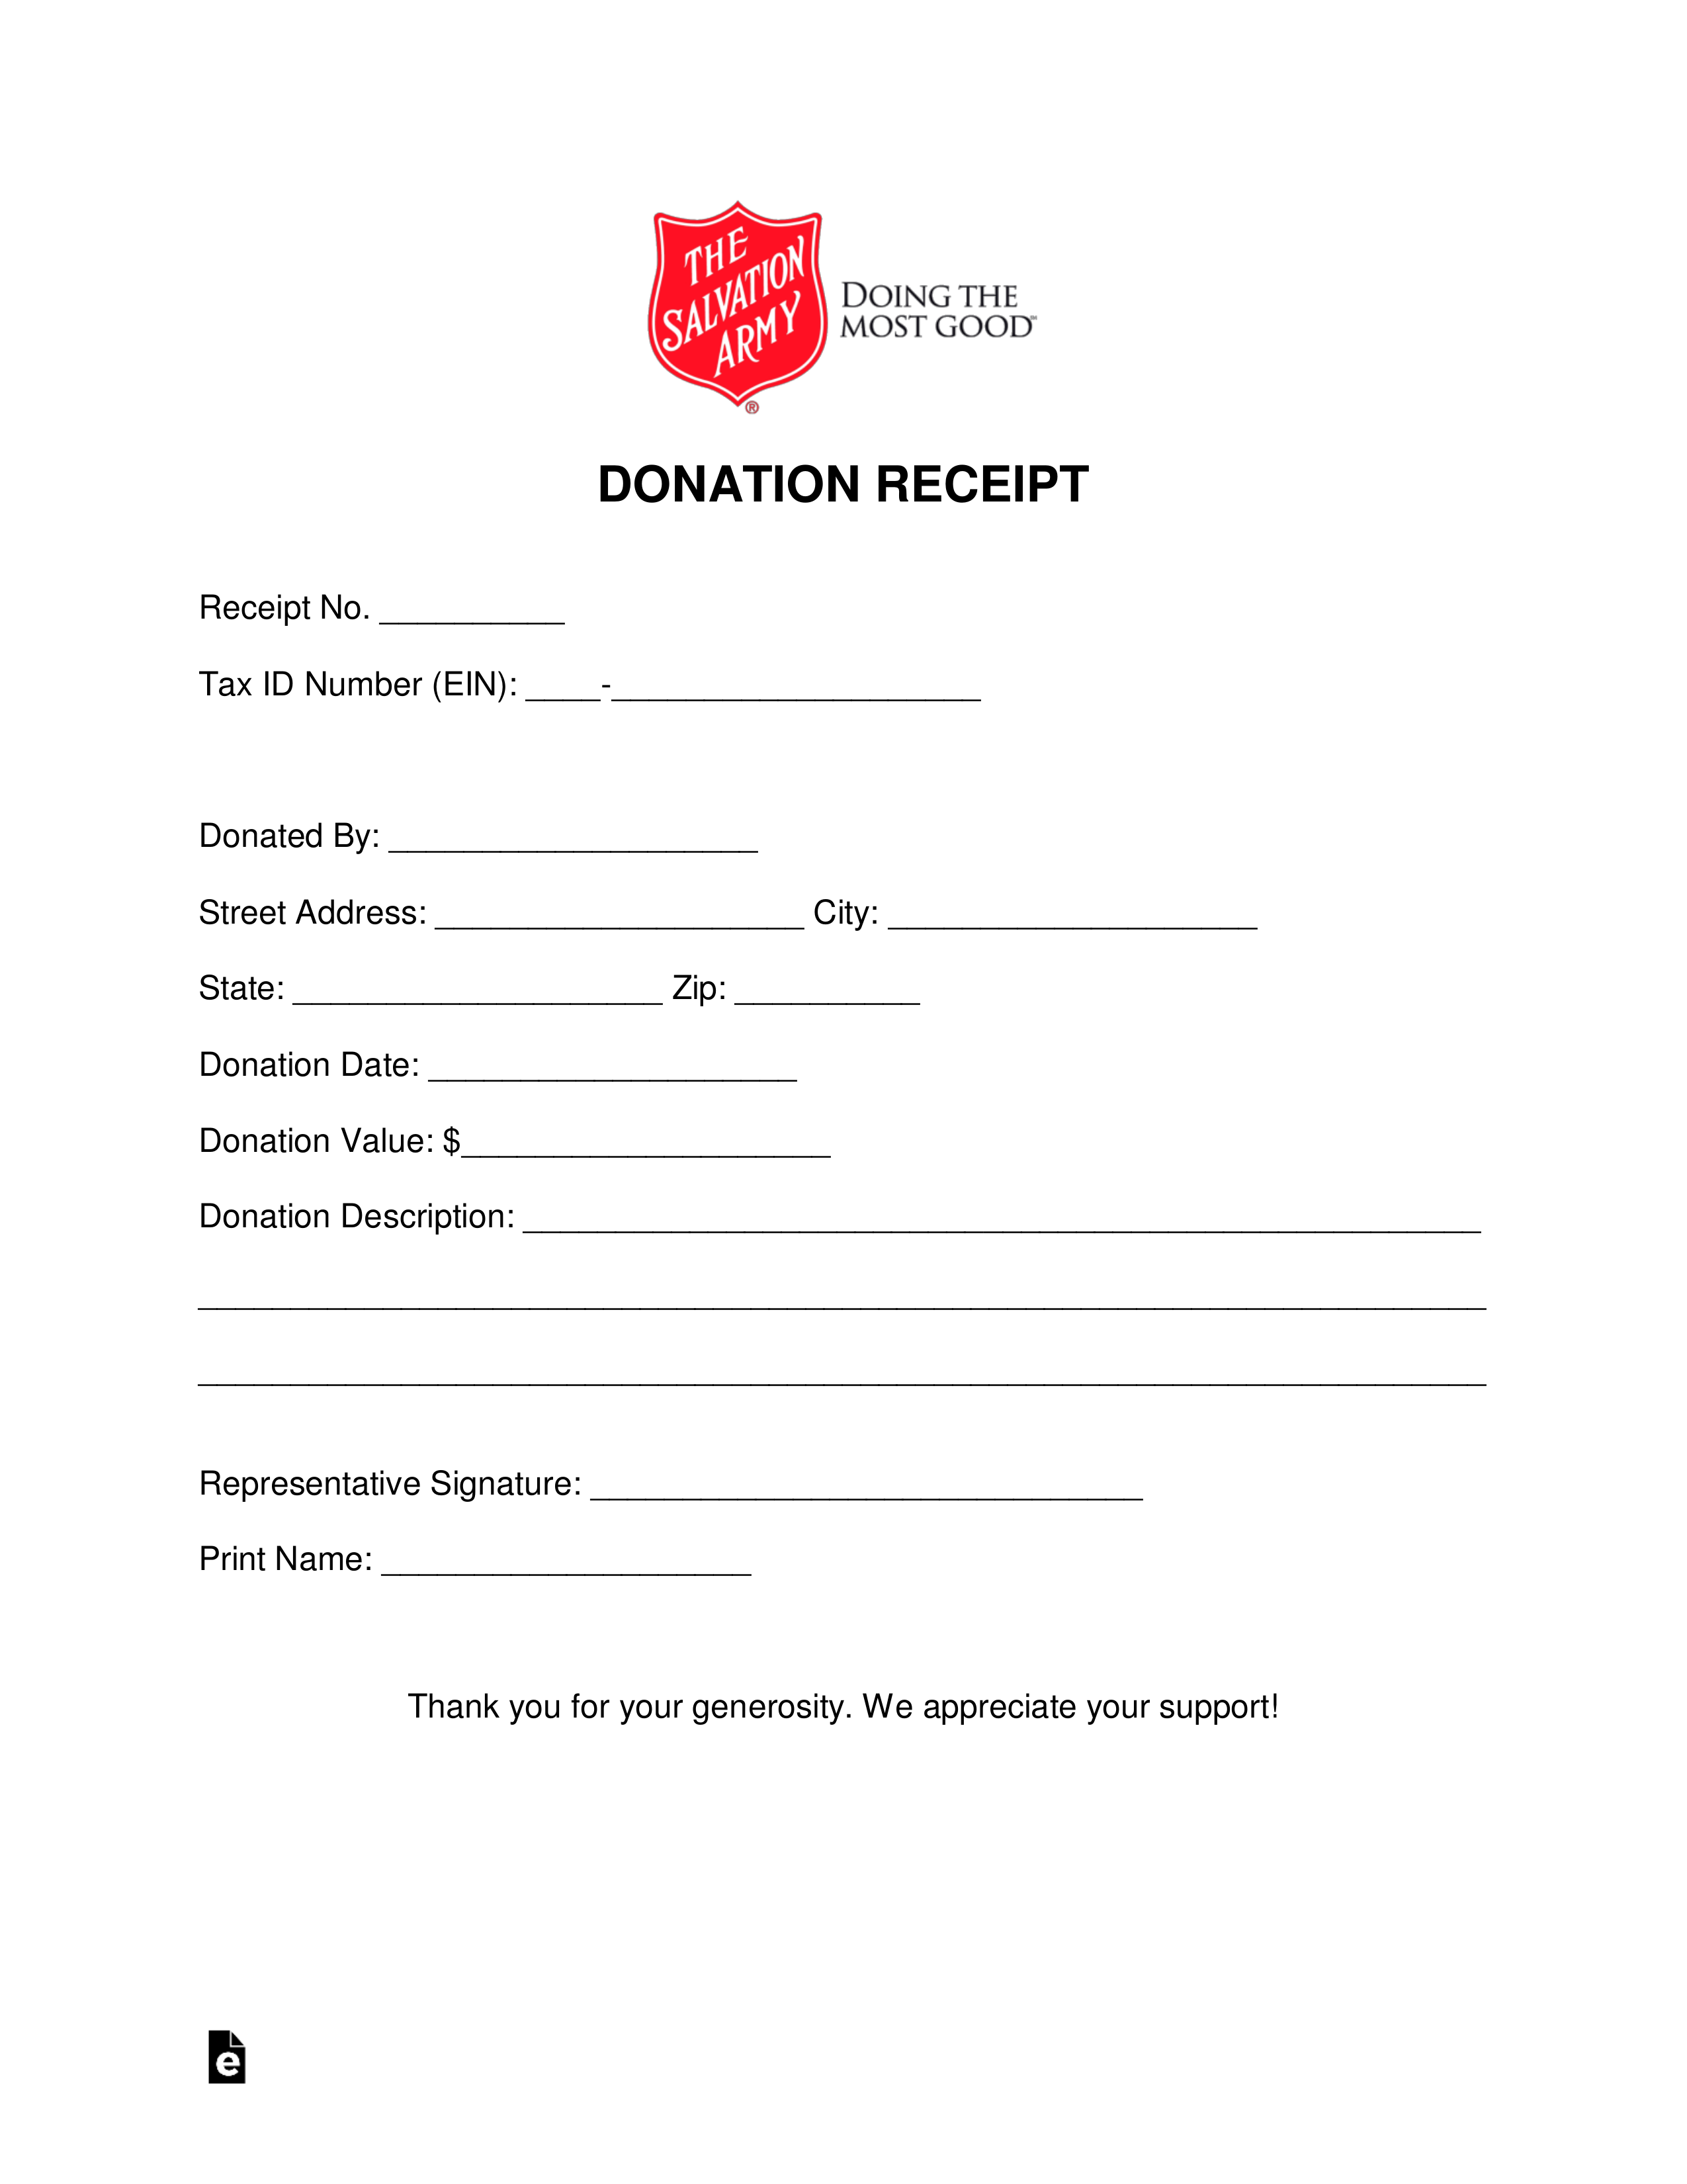 THE
SALVATION
ARMY
®
DOING THE
MOST GOOD™
DONATION RECEIPT
Receipt No. __________
Tax ID Number (EIN): ____-____________________
Donated By: ____________________
Street Address: ____________________ City: ____________________
State: ____________________ Zip: __________
Donation Date: ____________________
Donation Value: $____________________
Donation Description: ____________________________________________________
______________________________________________________________________
______________________________________________________________________
Representative Signature: ______________________________
Print Name: ____________________
Thank you for your generosity. We appreciate your support!
e